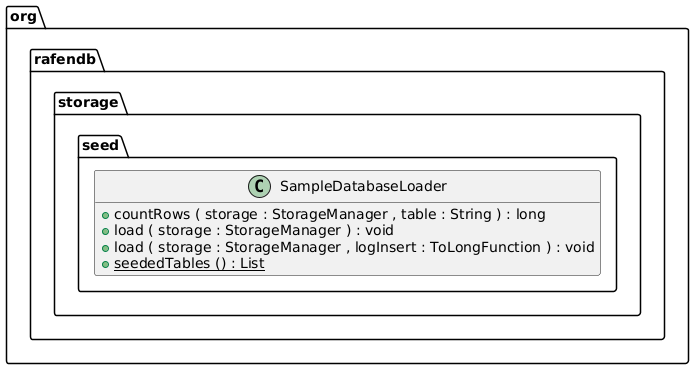 org
rafendb
storage
seed
C SampleDatabaseLoader
countRows ( storage : StorageManager , table : String ) : long
load ( storage : StorageManager ) : void
load ( storage : StorageManager , logInsert : ToLongFunction ) : void
seededTables () : List